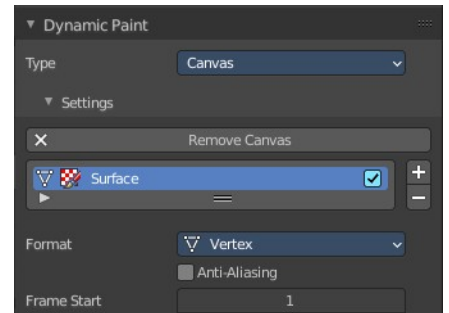 Dynamic Paint
Type Canvas
Settings
Remove Canvas
Surface
Format Vertex
Anti-Aliasing
Frame Start 1